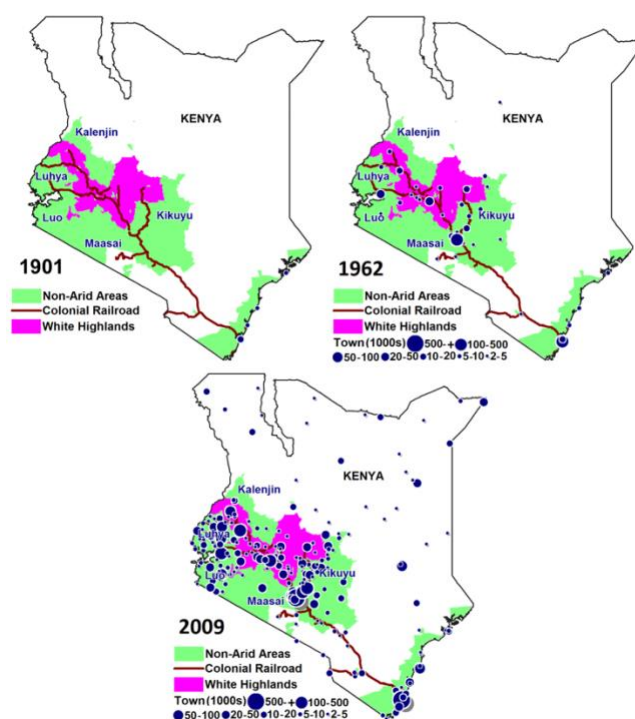 KENYA
Kalenjin
Luhya
Luo
Kikuyu
Maasai
1901
Non-Arid Areas
Colonial Railroad
White Highlands
KENYA
Kalenjin
Luhya
Luo
Kikuyu
Maasai
1962
Non-Arid Areas
Colonial Railroad
White Highlands
Town (1000s) 500-+ 100-500
50-100 20-50 10-20 5-10 2-5
KENYA
Kalenjin
Luhya
Luo
Kikuyu
Maasai
2009
Non-Arid Areas
Colonial Railroad
White Highlands
Town (1000s) 500-+ 100-500
50-100 20-50 10-20 5-10 2-5